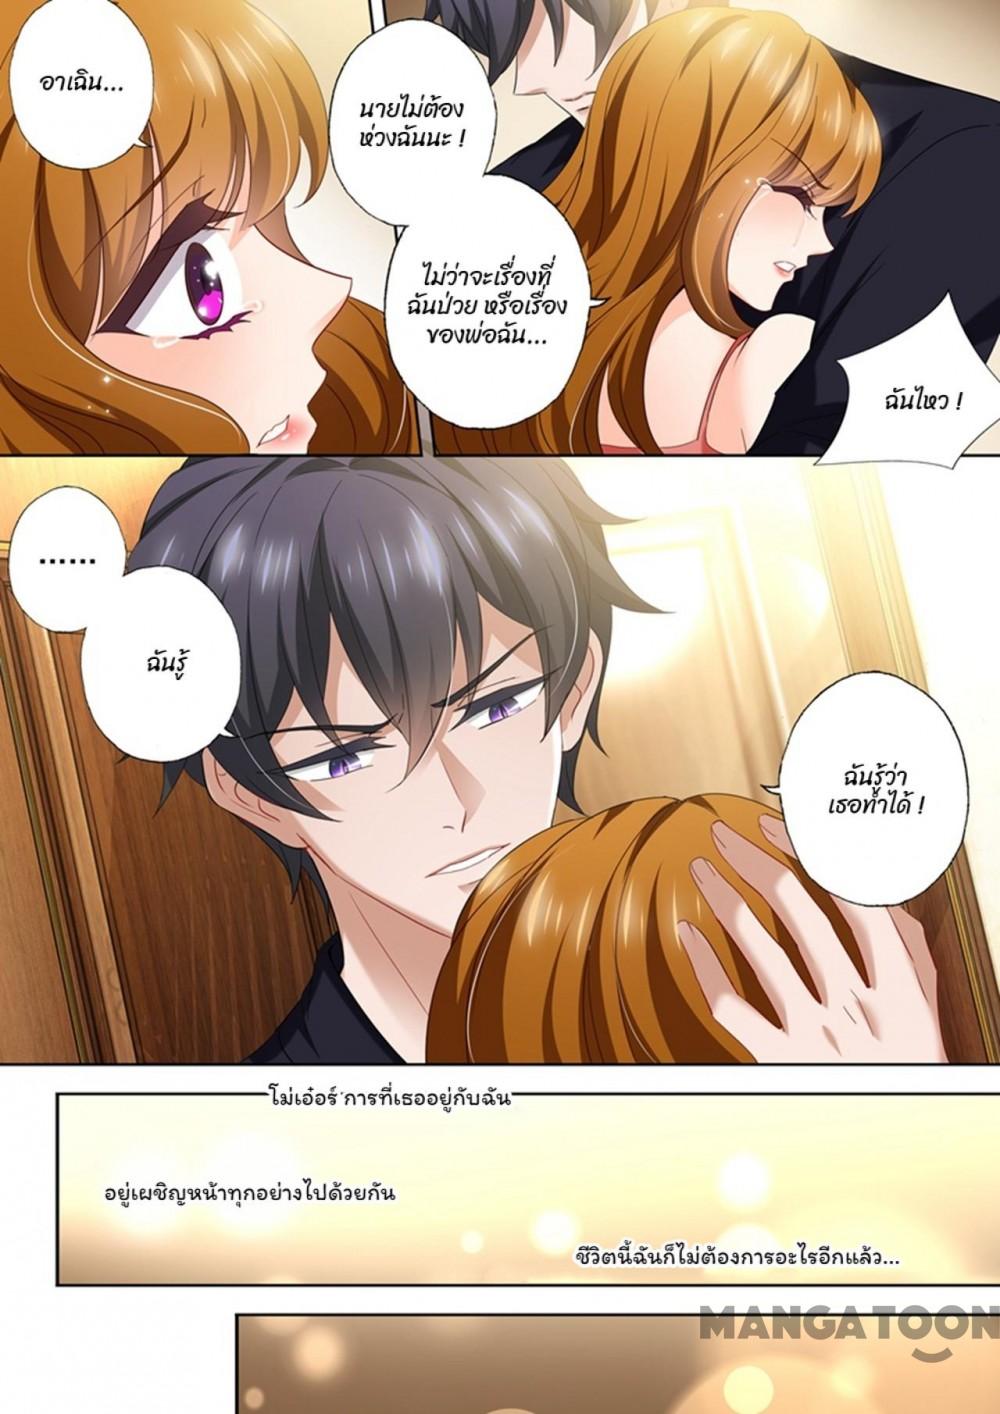 อาเฉิน...
นายไม่ต้อง
ห่วงฉันนะ !
ไม่ว่าจะเรื่องที่
ฉันป่วย หรือเรื่อง
ของพ่อฉัน...
ฉันไหว !
......
ฉันรู้
ฉันรู้ว่า
เธอทำได้ !
โม่เอ๋อร์ การที่เธออยู่กับฉัน
อยู่เผชิญหน้าทุกอย่างไปด้วยกัน
ชีวิตนี้ฉันก็ไม่ต้องการอะไรอีกแล้ว...
MANGATOON